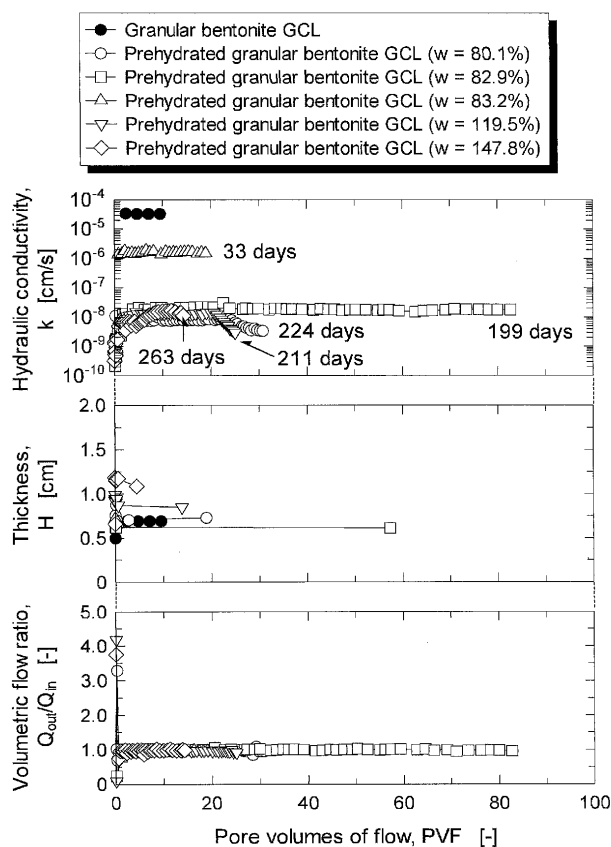 Granular bentonite GCL
Prehydrated granular bentonite GCL (w = 80.1%)
Prehydrated granular bentonite GCL (w = 82.9%)
Prehydrated granular bentonite GCL (w = 83.2%)
Prehydrated granular bentonite GCL (w = 119.5%)
Prehydrated granular bentonite GCL (w = 147.8%)
Hydraulic conductivity,
k [cm/s]
10⁻⁴
10⁻⁵
10⁻⁶
10⁻⁷
10⁻⁸
10⁻⁹
10⁻¹⁰
33 days
224 days
199 days
263 days
211 days
Thickness,
H [cm]
2.0
1.5
1.0
0.5
0
Volumetric flow ratio,
Q_out/Q_in [-]
5.0
4.0
3.0
2.0
1.0
0
0 20 40 60 80 100
Pore volumes of flow, PVF [-]